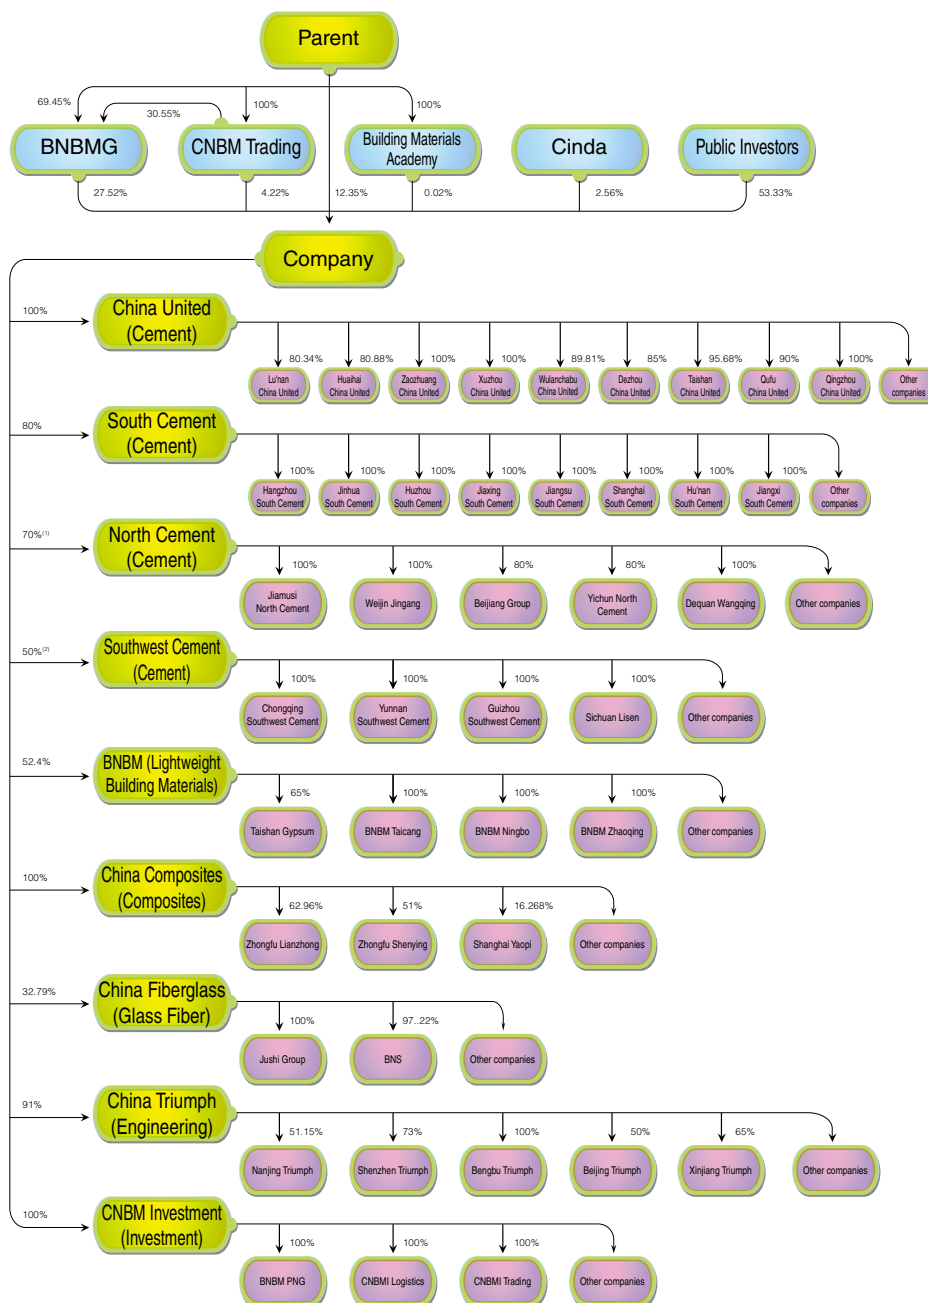 Parent
69.45%
30.55%
100%
100%
BNBMG
CNBM Trading
Building Materials
Academy
Cinda
Public Investors
27.52%
4.22%
12.35%
0.02%
2.56%
53.33%
Company
100%
China United
(Cement)
80.34%
80.88%
100%
100%
89.81%
85%
95.68%
90%
100%
Lu'nan
China United
Huaihai
China United
Zaozhuang
China United
Xuzhou
China United
Wulanchabu
China United
Dezhou
China United
Taishan
China United
Qufu
China United
Qingzhou
China United
Other
companies
80%
South Cement
(Cement)
100%
100%
100%
100%
100%
100%
100%
100%
Hangzhou
South Cement
Jinhua
South Cement
Huzhou
South Cement
Jiaxing
South Cement
Jiangsu
South Cement
Shanghai
South Cement
Hu'nan
South Cement
Jiangxi
South Cement
Other
companies
70%(1)
North Cement
(Cement)
100%
100%
80%
80%
100%
Jiamusi
North Cement
Weijin Jingang
Beijiang Group
Yichun North
Cement
Dequan Wangqing
Other companies
50%(2)
Southwest Cement
(Cement)
100%
100%
100%
100%
Chongqing
Southwest Cement
Yunnan
Southwest Cement
Guizhou
Southwest Cement
Sichuan Lisen
Other companies
52.4%
BNBM (Lightweight
Building Materials)
65%
100%
100%
100%
Taishan Gypsum
BNBM Taicang
BNBM Ningbo
BNBM Zhaoqing
Other companies
100%
China Composites
(Composites)
62.96%
51%
16.268%
Zhongfu Lianzhong
Zhongfu Shenying
Shanghai Yaopi
Other companies
32.79%
China Fiberglass
(Glass Fiber)
100%
97..22%
Jushi Group
BNS
Other companies
91%
China Triumph
(Engineering)
51.15%
73%
100%
50%
65%
Nanjing Triumph
Shenzhen Triumph
Bengbu Triumph
Beijing Triumph
Xinjiang Triumph
Other companies
100%
CNBM Investment
(Investment)
100%
100%
100%
BNBM PNG
CNBMI Logistics
CNBMI Trading
Other companies